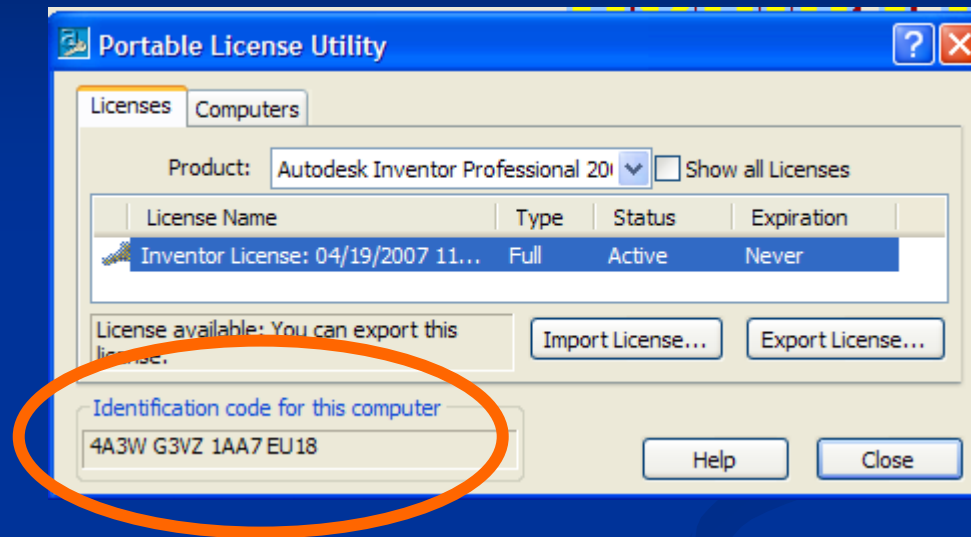 Portable License Utility
Licenses Computers
Product: Autodesk Inventor Professional 200 Show all Licenses
License Name Type Status Expiration
Inventor License: 04/19/2007 11... Full Active Never
License available: You can export this
license.
Import License... Export License...
Identification code for this computer
4A3W G3VZ 1AA7 EU18
Help Close